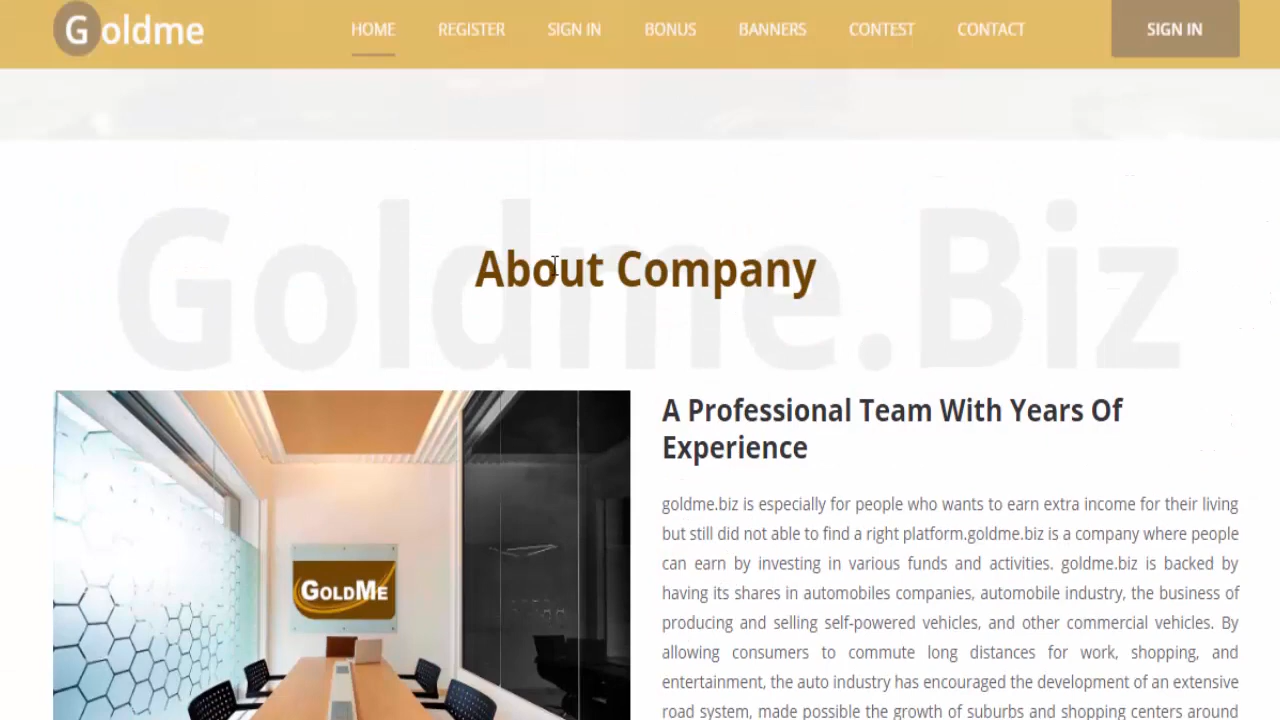 Goldme
HOME REGISTER SIGN IN BONUS BANNERS CONTEST CONTACT SIGN IN
Goldme.Biz
About Company
GOLDME
A Professional Team With Years Of
Experience
goldme.biz is especially for people who wants to earn extra income for their living
but still did not able to find a right platform.goldme.biz is a company where people
can earn by investing in various funds and activities. goldme.biz is backed by
having its shares in automobiles companies, automobile industry, the business of
producing and selling self-powered vehicles, and other commercial vehicles. By
allowing consumers to commute long distances for work, shopping, and
entertainment, the auto industry has encouraged the development of an extensive
road system, made possible the growth of suburbs and shopping centers around